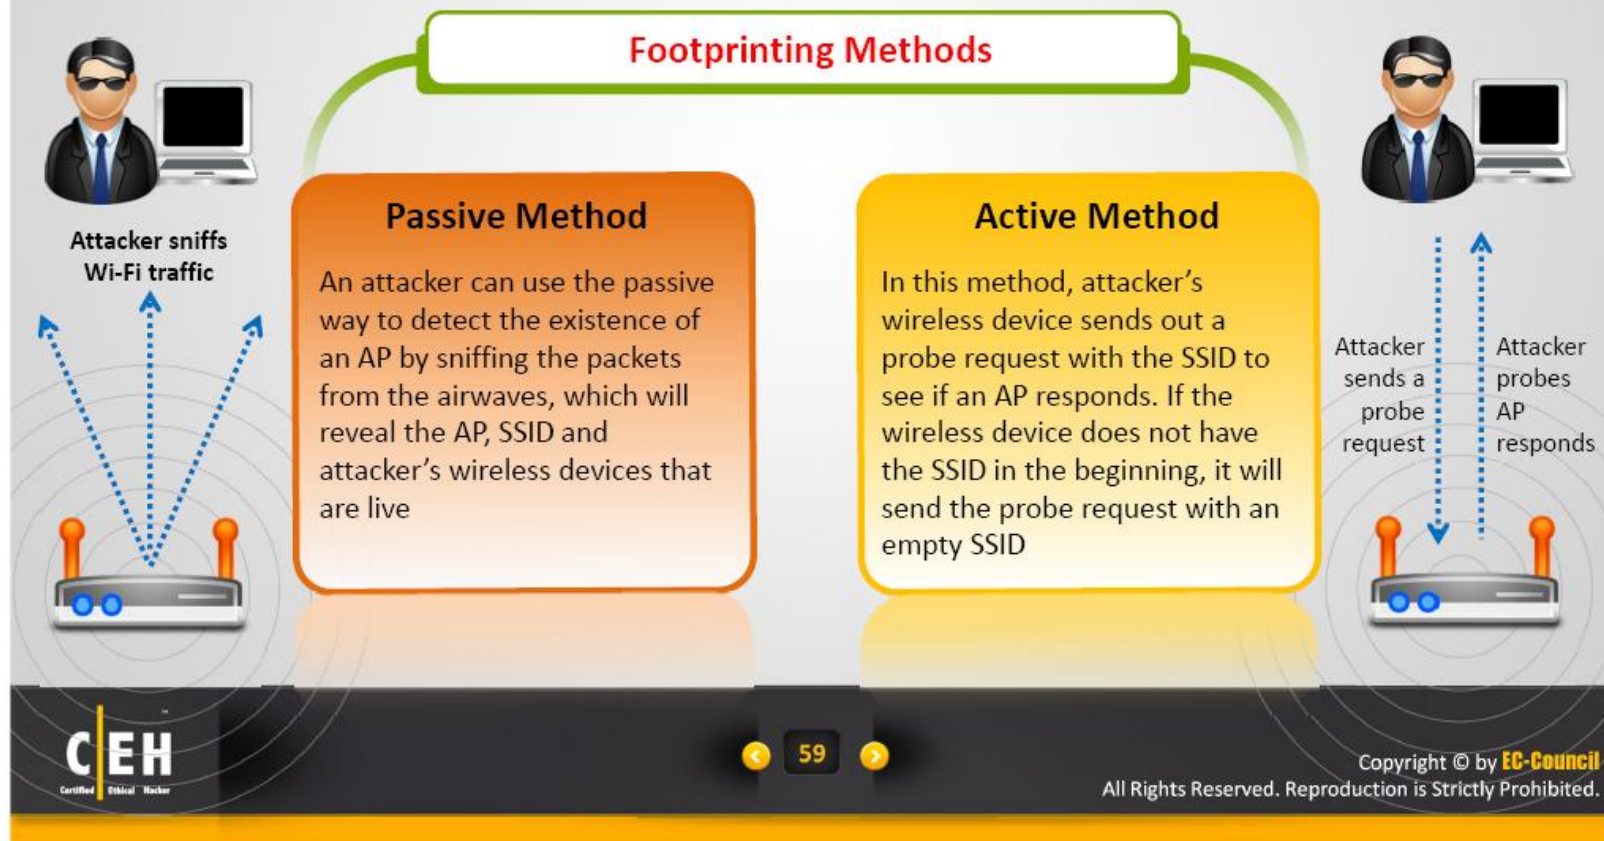 Footprinting Methods
Attacker sniffs
Wi-Fi traffic
Passive Method
An attacker can use the passive
way to detect the existence of
an AP by sniffing the packets
from the airwaves, which will
reveal the AP, SSID and
attacker's wireless devices that
are live
Active Method
In this method, attacker's
wireless device sends out a
probe request with the SSID to
see if an AP responds. If the
wireless device does not have
the SSID in the beginning, it will
send the probe request with an
empty SSID
Attacker
sends a
probe
request
Attacker
probes
AP
responds
C|EH
Certified Ethical Hacker
59
Copyright © by EC-Council
All Rights Reserved. Reproduction is Strictly Prohibited.